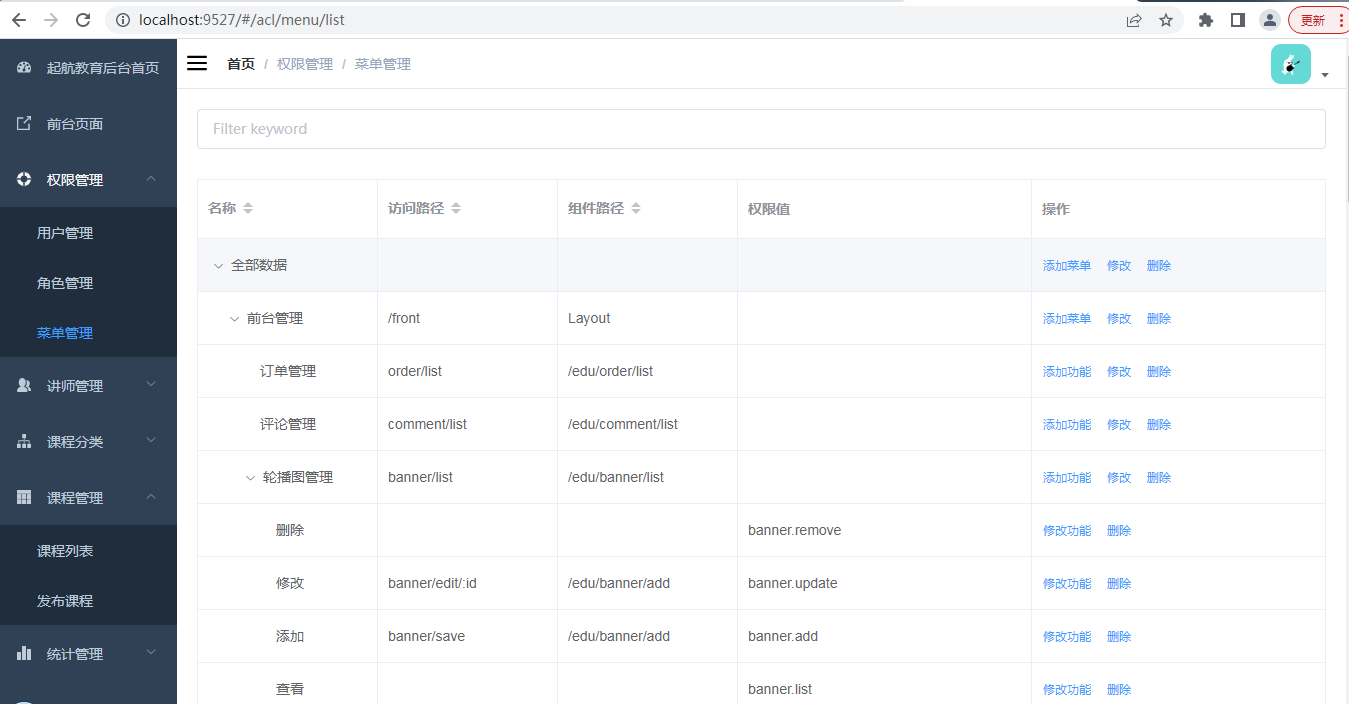 localhost:9527/#/acl/menu/list 更新
起航教育后台首页
前台页面
权限管理
用户管理
角色管理
菜单管理
讲师管理
课程分类
课程管理
课程列表
发布课程
统计管理
首页 / 权限管理 / 菜单管理
Filter keyword
名称 访问路径 组件路径 权限值 操作
全部数据 添加菜单 修改 删除
前台管理 /front Layout 添加菜单 修改 删除
订单管理 order/list /edu/order/list 添加功能 修改 删除
评论管理 comment/list /edu/comment/list 添加功能 修改 删除
轮播图管理 banner/list /edu/banner/list 添加功能 修改 删除
删除 banner.remove 修改功能 删除
修改 banner/edit/:id /edu/banner/add banner.update 修改功能 删除
添加 banner/save /edu/banner/add banner.add 修改功能 删除
查看 banner.list 修改功能 删除